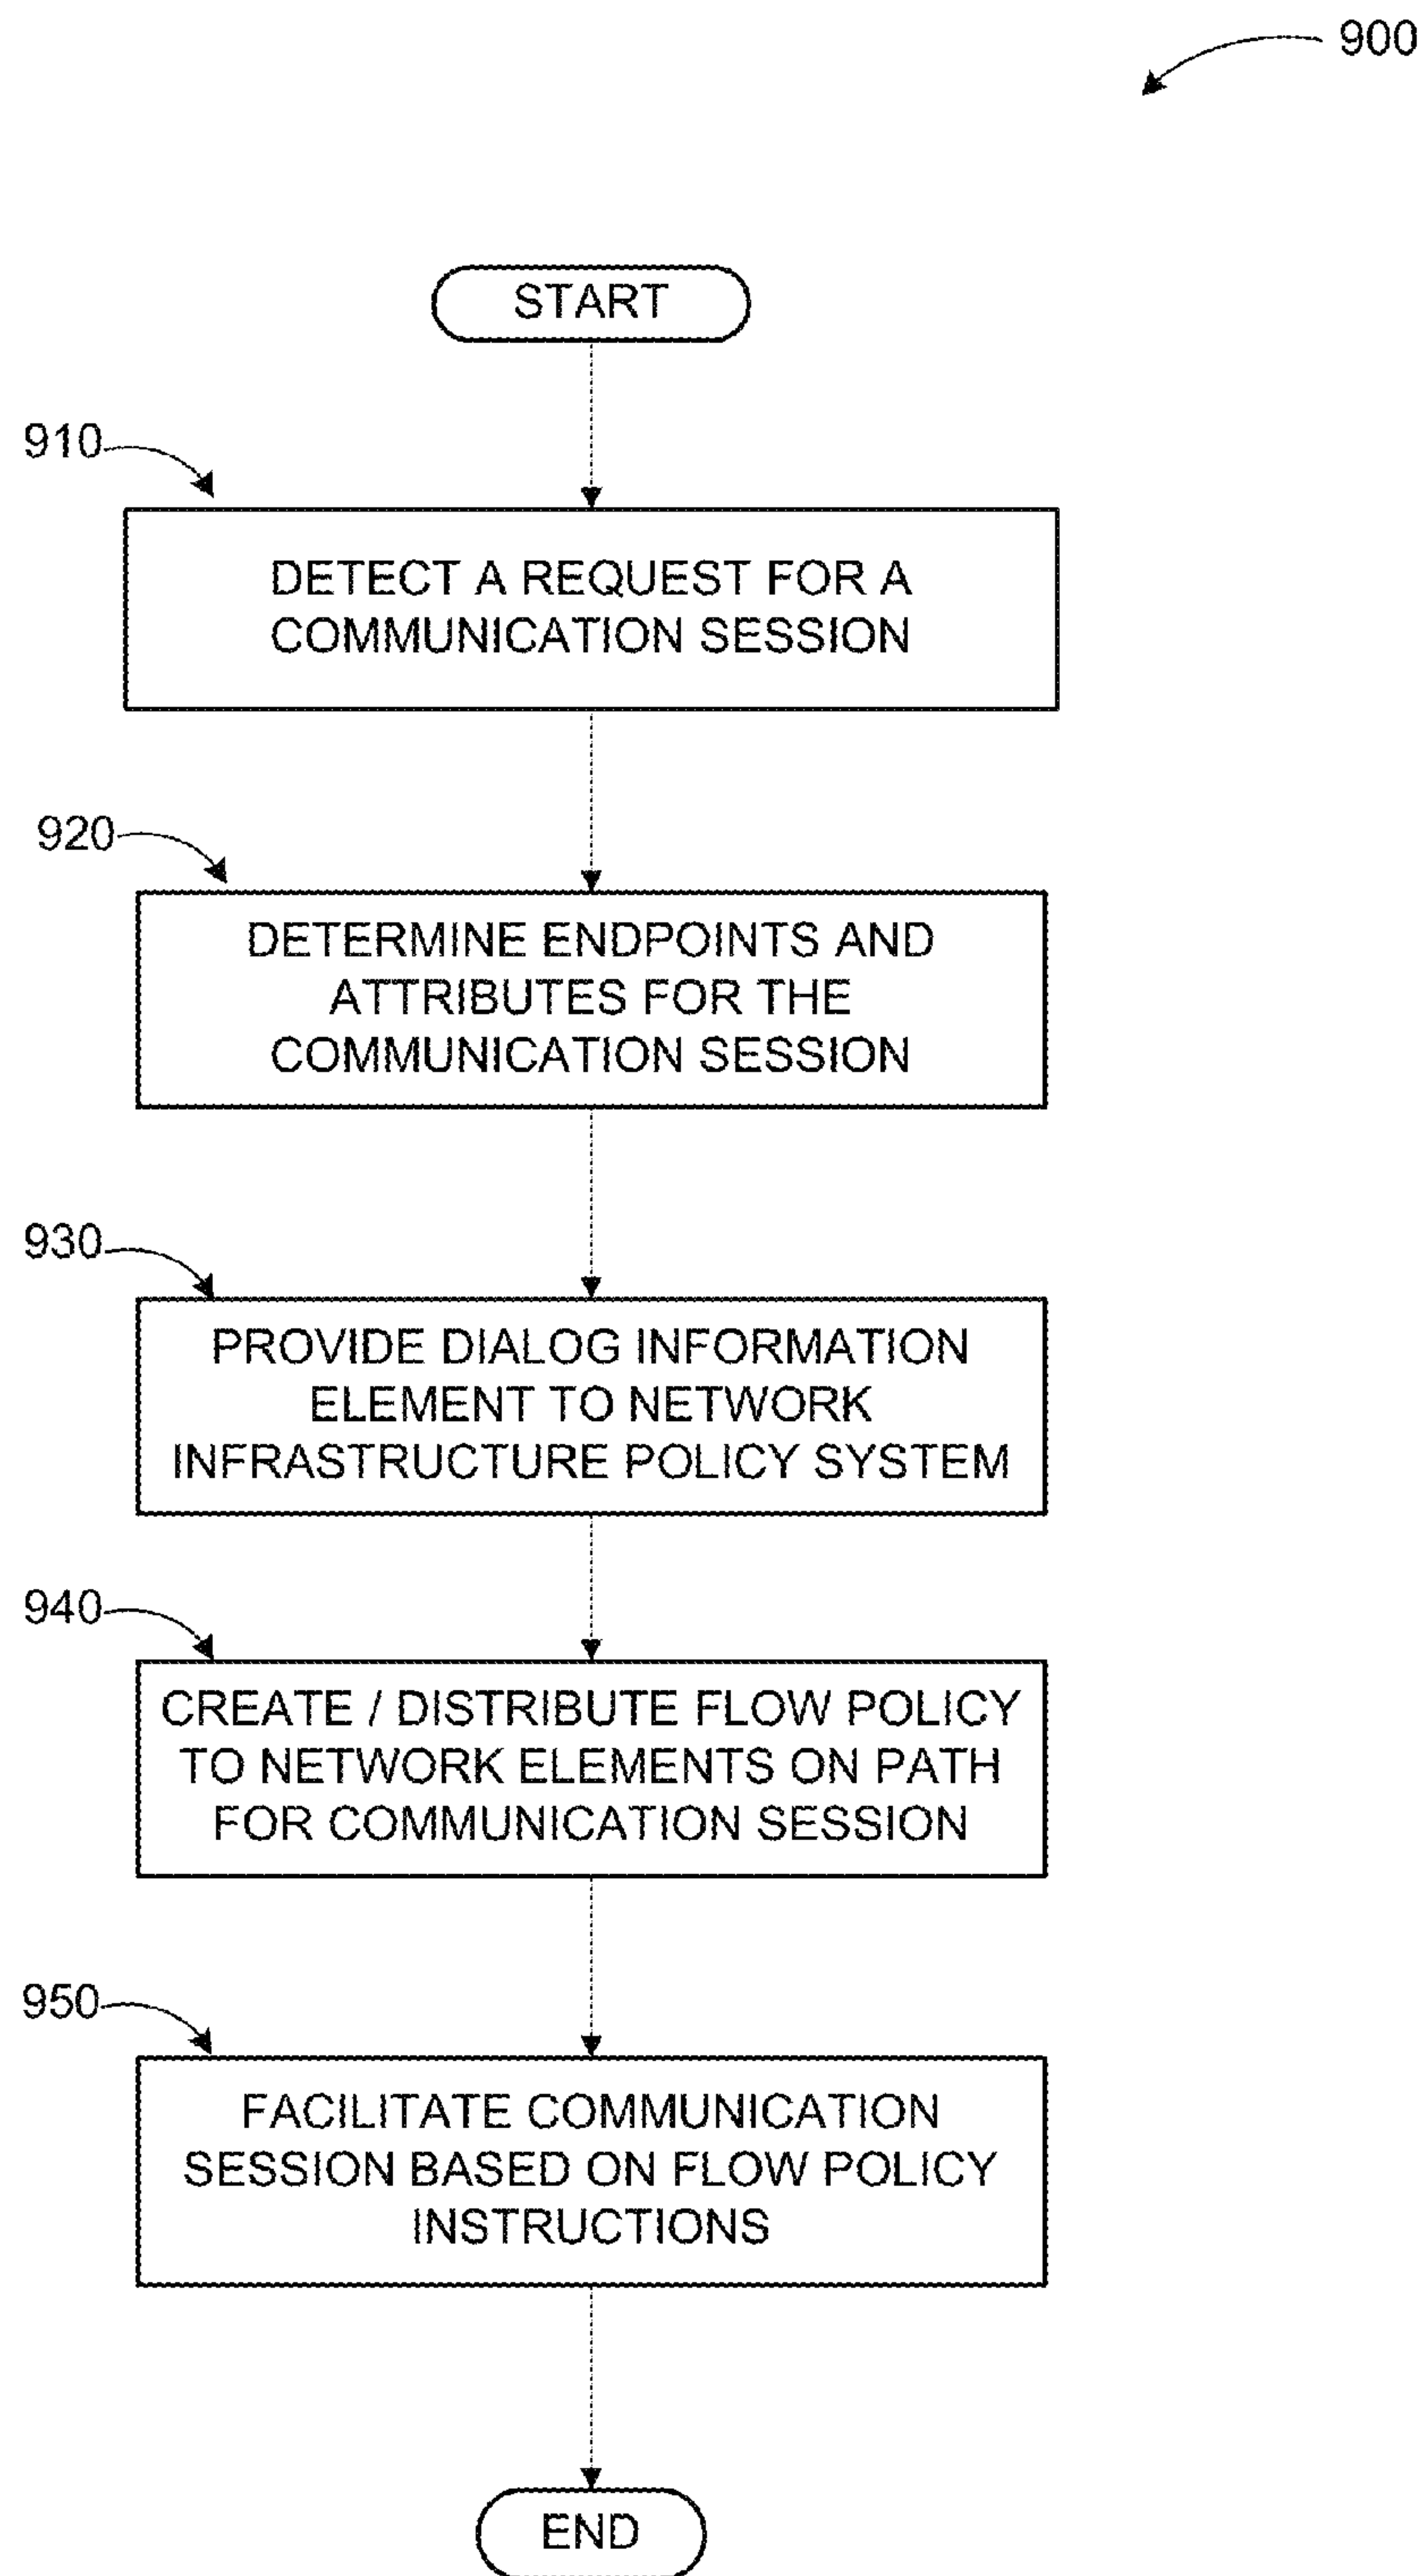 900
START
910
DETECT A REQUEST FOR A
COMMUNICATION SESSION
920
DETERMINE ENDPOINTS AND
ATTRIBUTES FOR THE
COMMUNICATION SESSION
930
PROVIDE DIALOG INFORMATION
ELEMENT TO NETWORK
INFRASTRUCTURE POLICY SYSTEM
940
CREATE / DISTRIBUTE FLOW POLICY
TO NETWORK ELEMENTS ON PATH
FOR COMMUNICATION SESSION
950
FACILITATE COMMUNICATION
SESSION BASED ON FLOW POLICY
INSTRUCTIONS
END